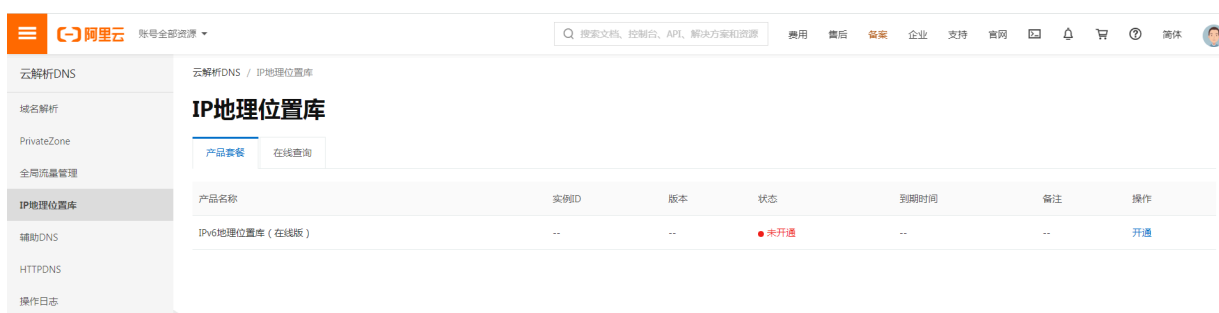 阿里云 账号全部资源 搜索文档、控制台、API、解决方案和资源 费用 售后 备案 企业 支持 官网 简体
云解析DNS
域名解析
PrivateZone
全局流量管理
IP地理位置库
辅助DNS
HTTPDNS
操作日志
云解析DNS / IP地理位置库
IP地理位置库
产品套餐 在线查询
产品名称 实例ID 版本 状态 到期时间 备注 操作
IPv6地理位置库（在线版） -- -- 未开通 -- -- 开通